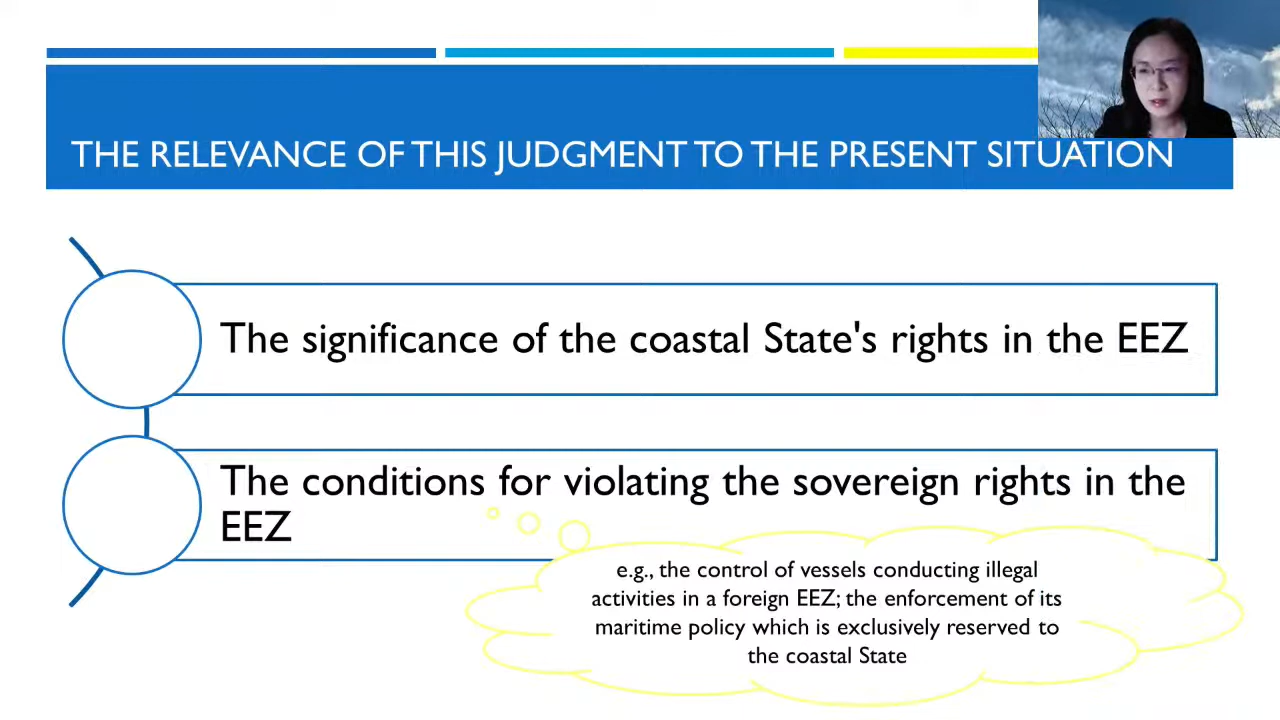 THE RELEVANCE OF THIS JUDGMENT TO THE PRESENT SITUATION
The significance of the coastal State's rights in the EEZ
The conditions for violating the sovereign rights in the
EEZ
e.g., the control of vessels conducting illegal
activities in a foreign EEZ; the enforcement of its
maritime policy which is exclusively reserved to
the coastal State